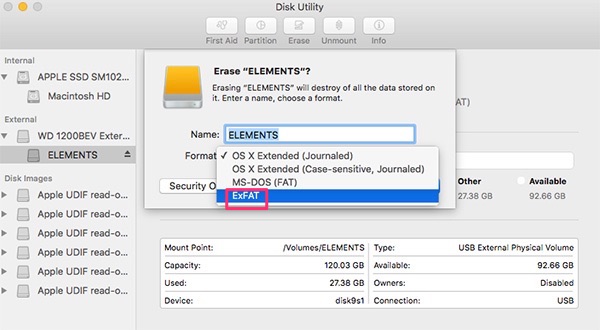 Disk Utility
First Aid Partition Erase Unmount Info
Internal
APPLE SSD SM102...
Macintosh HD
External
WD 1200BEV Exter...
ELEMENTS
Disk Images
Apple UDIF read-o...
Apple UDIF read-o...
Apple UDIF read-o...
Apple UDIF read-o...
Apple UDIF read-o...
Apple UDIF read-o...
Apple UDIF read-o...
Erase “ELEMENTS”?
Erasing “ELEMENTS” will destroy of all the data stored on
it. Enter a name, choose a format.
Name: ELEMENTS
Format ✓ OS X Extended (Journaled)
OS X Extended (Case-sensitive, Journaled)
MS-DOS (FAT)
ExFAT
Security O
AT)
Other
27.38 GB
Available
92.66 GB
Mount Point: /Volumes/ELEMENTS
Capacity: 120.03 GB
Used: 27.38 GB
Device: disk9s1
Type: USB External Physical Volume
Available: 92.66 GB
Owners: Disabled
Connection: USB